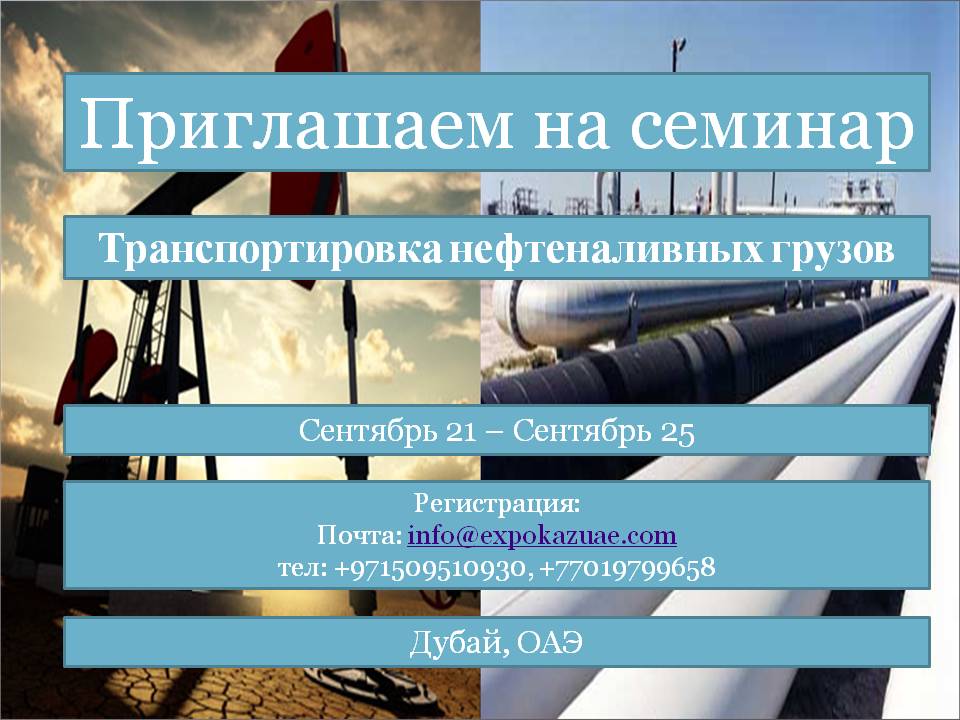 Приглашаем на семинар
Транспортировка нефтеналивных грузов
Сентябрь 21 – Сентябрь 25
Регистрация:
Почта: info@expokazuae.com
тел: +971509510930, +77019799658
Дубай, ОАЭ